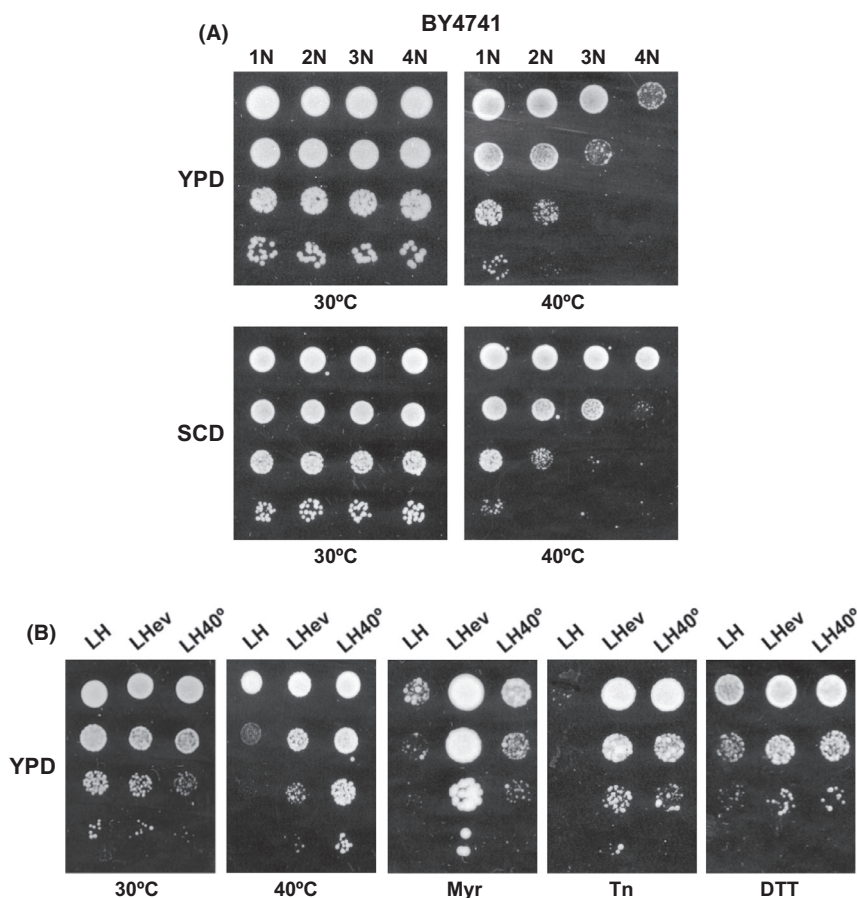 BY4741
(A)
1N 2N 3N 4N 1N 2N 3N 4N
YPD
30ºC 40ºC
SCD
30ºC 40ºC
(B)
LH LHev LH40º LH LHev LH40º LH LHev LH40º LH LHev LH40º LH LHev LH40º
YPD
30ºC 40ºC Myr Tn DTT